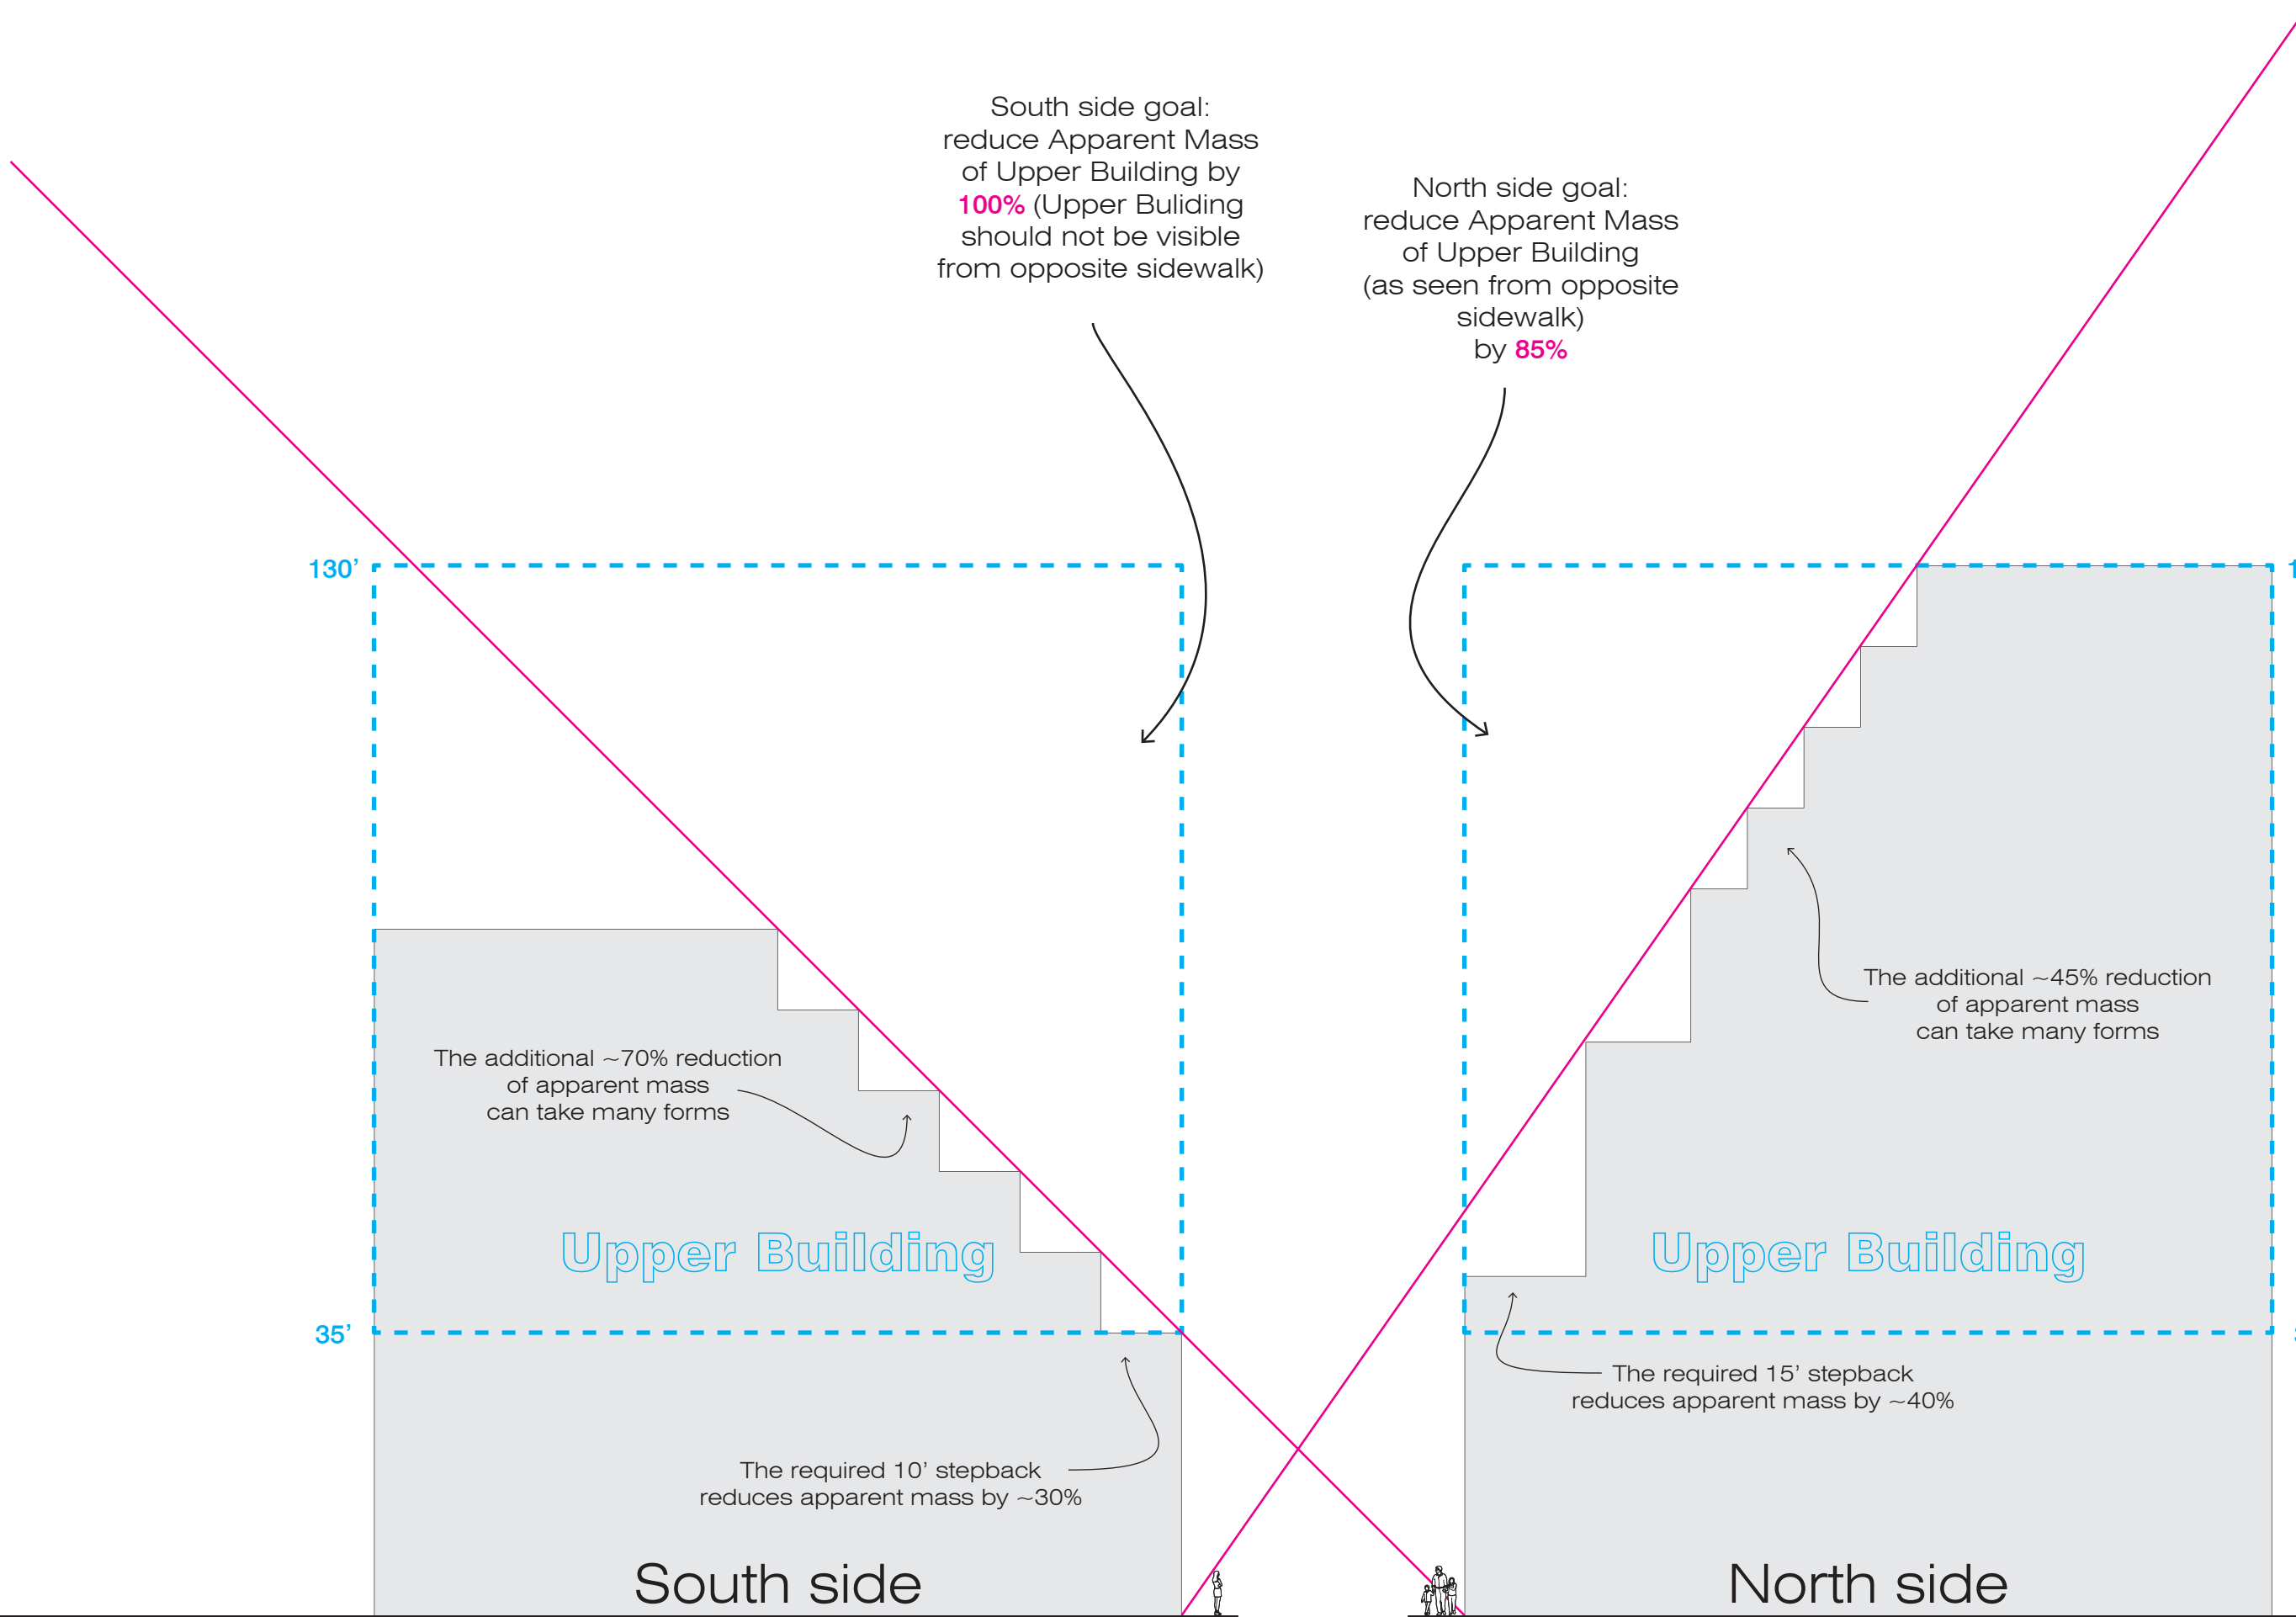 South side goal:
reduce Apparent Mass
of Upper Building by
100% (Upper Buliding
should not be visible
from opposite sidewalk)
North side goal:
reduce Apparent Mass
of Upper Building
(as seen from opposite
sidewalk)
by 85%
130’
The additional ~45% reduction
of apparent mass
can take many forms
The additional ~70% reduction
of apparent mass
can take many forms
Upper Building
Upper Building
35’
The required 15’ stepback
reduces apparent mass by ~40%
The required 10’ stepback
reduces apparent mass by ~30%
South side
North side